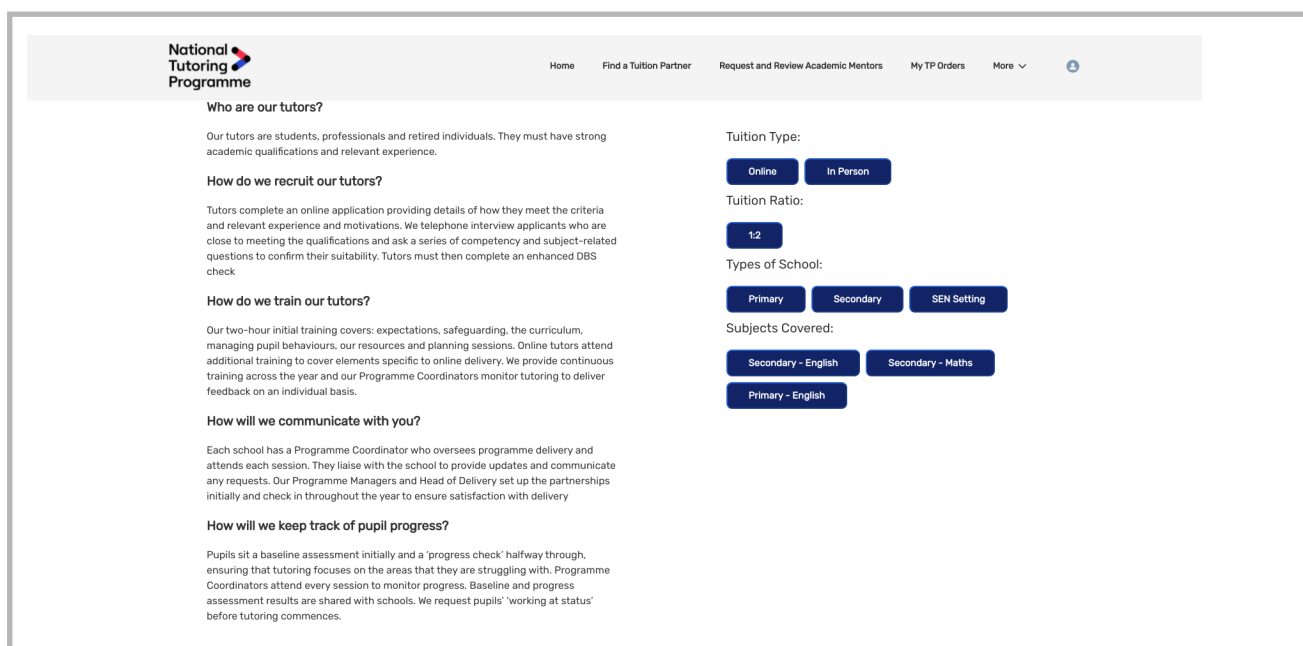 National
Tutoring
Programme
Home Find a Tuition Partner Request and Review Academic Mentors My TP Orders More
Who are our tutors?
Our tutors are students, professionals and retired individuals. They must have strong
academic qualifications and relevant experience.
How do we recruit our tutors?
Tutors complete an online application providing details of how they meet the criteria
and relevant experience and motivations. We telephone interview applicants who are
close to meeting the qualifications and ask a series of competency and subject-related
questions to confirm their suitability. Tutors must then complete an enhanced DBS
check
How do we train our tutors?
Our two-hour initial training covers: expectations, safeguarding, the curriculum,
managing pupil behaviours, our resources and planning sessions. Online tutors attend
additional training to cover elements specific to online delivery. We provide continuous
training across the year and our Programme Coordinators monitor tutoring to deliver
feedback on an individual basis.
How will we communicate with you?
Each school has a Programme Coordinator who oversees programme delivery and
attends each session. They liaise with the school to provide updates and communicate
any requests. Our Programme Managers and Head of Delivery set up the partnerships
initially and check in throughout the year to ensure satisfaction with delivery
How will we keep track of pupil progress?
Pupils sit a baseline assessment initially and a ‘progress check’ halfway through,
ensuring that tutoring focuses on the areas that they are struggling with. Programme
Coordinators attend every session to monitor progress. Baseline and progress
assessment results are shared with schools. We request pupils’ ‘working at status’
before tutoring commences.
Tuition Type:
Online In Person
Tuition Ratio:
1:2
Types of School:
Primary Secondary SEN Setting
Subjects Covered:
Secondary - English Secondary - Maths
Primary - English